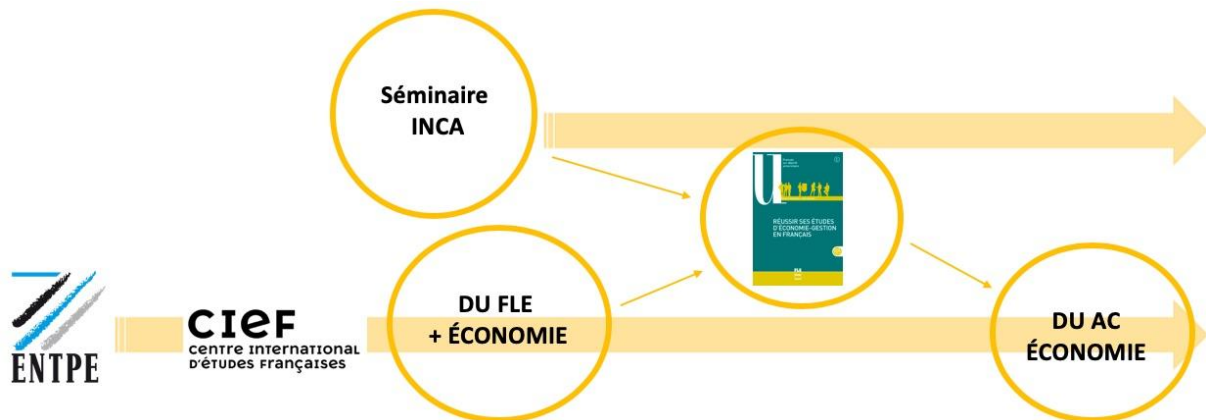 Séminaire
INCA
U
RÉUSSIR SES ÉTUDES
D'ÉCONOMIE-GESTION
EN FRANÇAIS
DU FLE
+ ÉCONOMIE
DU AC
ÉCONOMIE
ENTPE
CIEF
CENTRE INTERNATIONAL
D'ÉTUDES FRANÇAISES